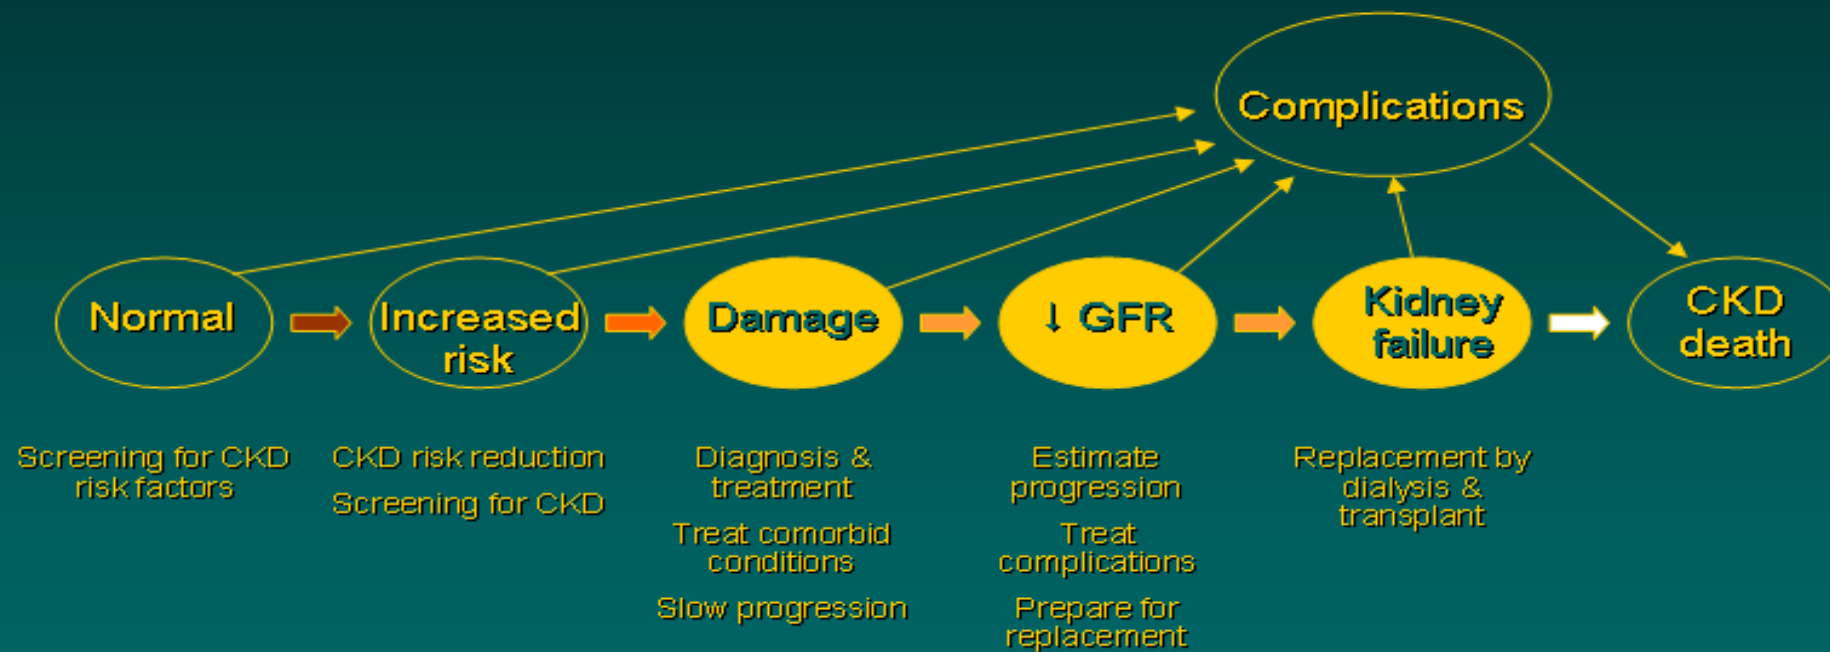 Complications
Normal
Increased
risk
Damage
↓ GFR
Kidney
failure
CKD
death
Screening for CKD
risk factors
CKD risk reduction
Screening for CKD
Diagnosis &
treatment
Treat comorbid
conditions
Slow progression
Estimate
progression
Treat
complications
Prepare for
replacement
Replacement by
dialysis &
transplant